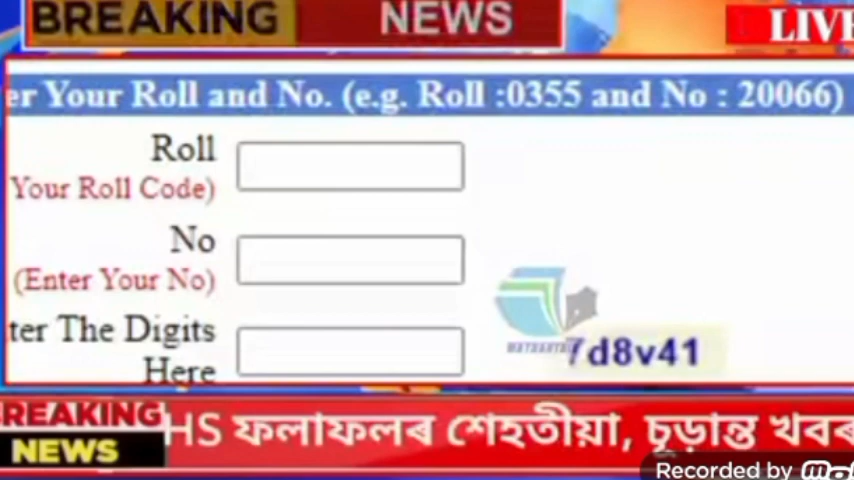 BREAKING NEWS LIVE
er Your Roll and No. (e.g. Roll :0355 and No : 20066)
Roll
Your Roll Code)
No
(Enter Your No)
ter The Digits
Here
7d8v41
BREAKING
NEWS
HS ফলাফলৰ শেহতীয়া, চূড়ান্ত খবৰ
Recorded by